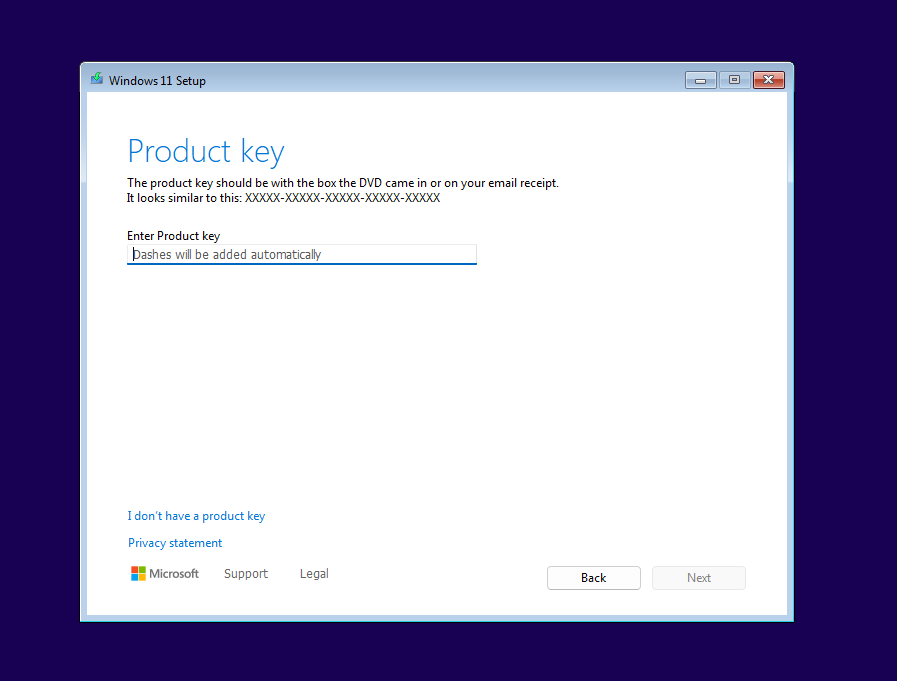 Windows 11 Setup
Product key
The product key should be with the box the DVD came in or on your email receipt.
It looks similar to this: XXXXX-XXXXX-XXXXX-XXXXX-XXXXX
Enter Product key
Dashes will be added automatically
I don't have a product key
Privacy statement
Microsoft Support Legal
Back Next